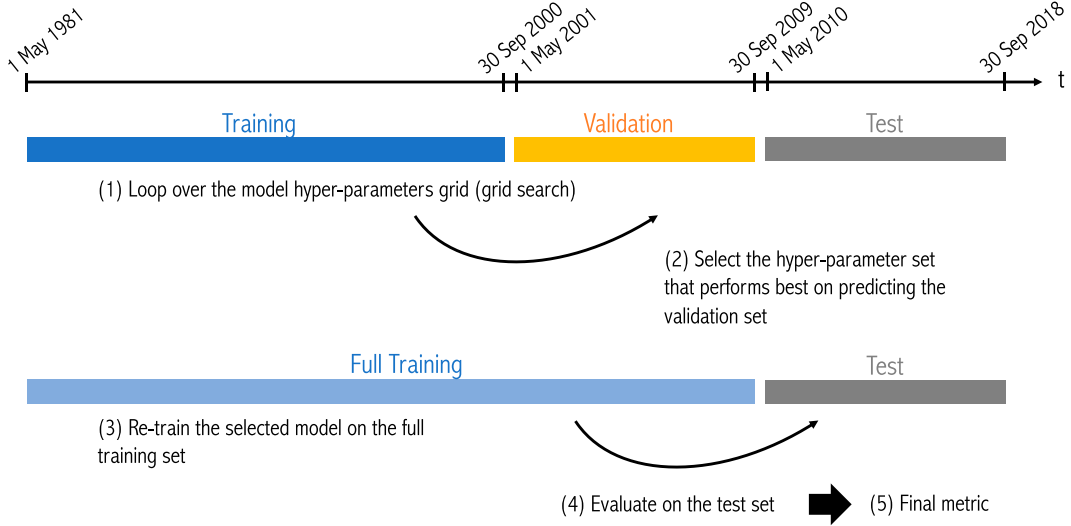 1 May 1981
30 Sep 2000
1 May 2001
30 Sep 2009
1 May 2010
30 Sep 2018
t
Training
Validation
Test
(1) Loop over the model hyper-parameters grid (grid search)
(2) Select the hyper-parameter set
that performs best on predicting the
validation set
Full Training
Test
(3) Re-train the selected model on the full
training set
(4) Evaluate on the test set
(5) Final metric